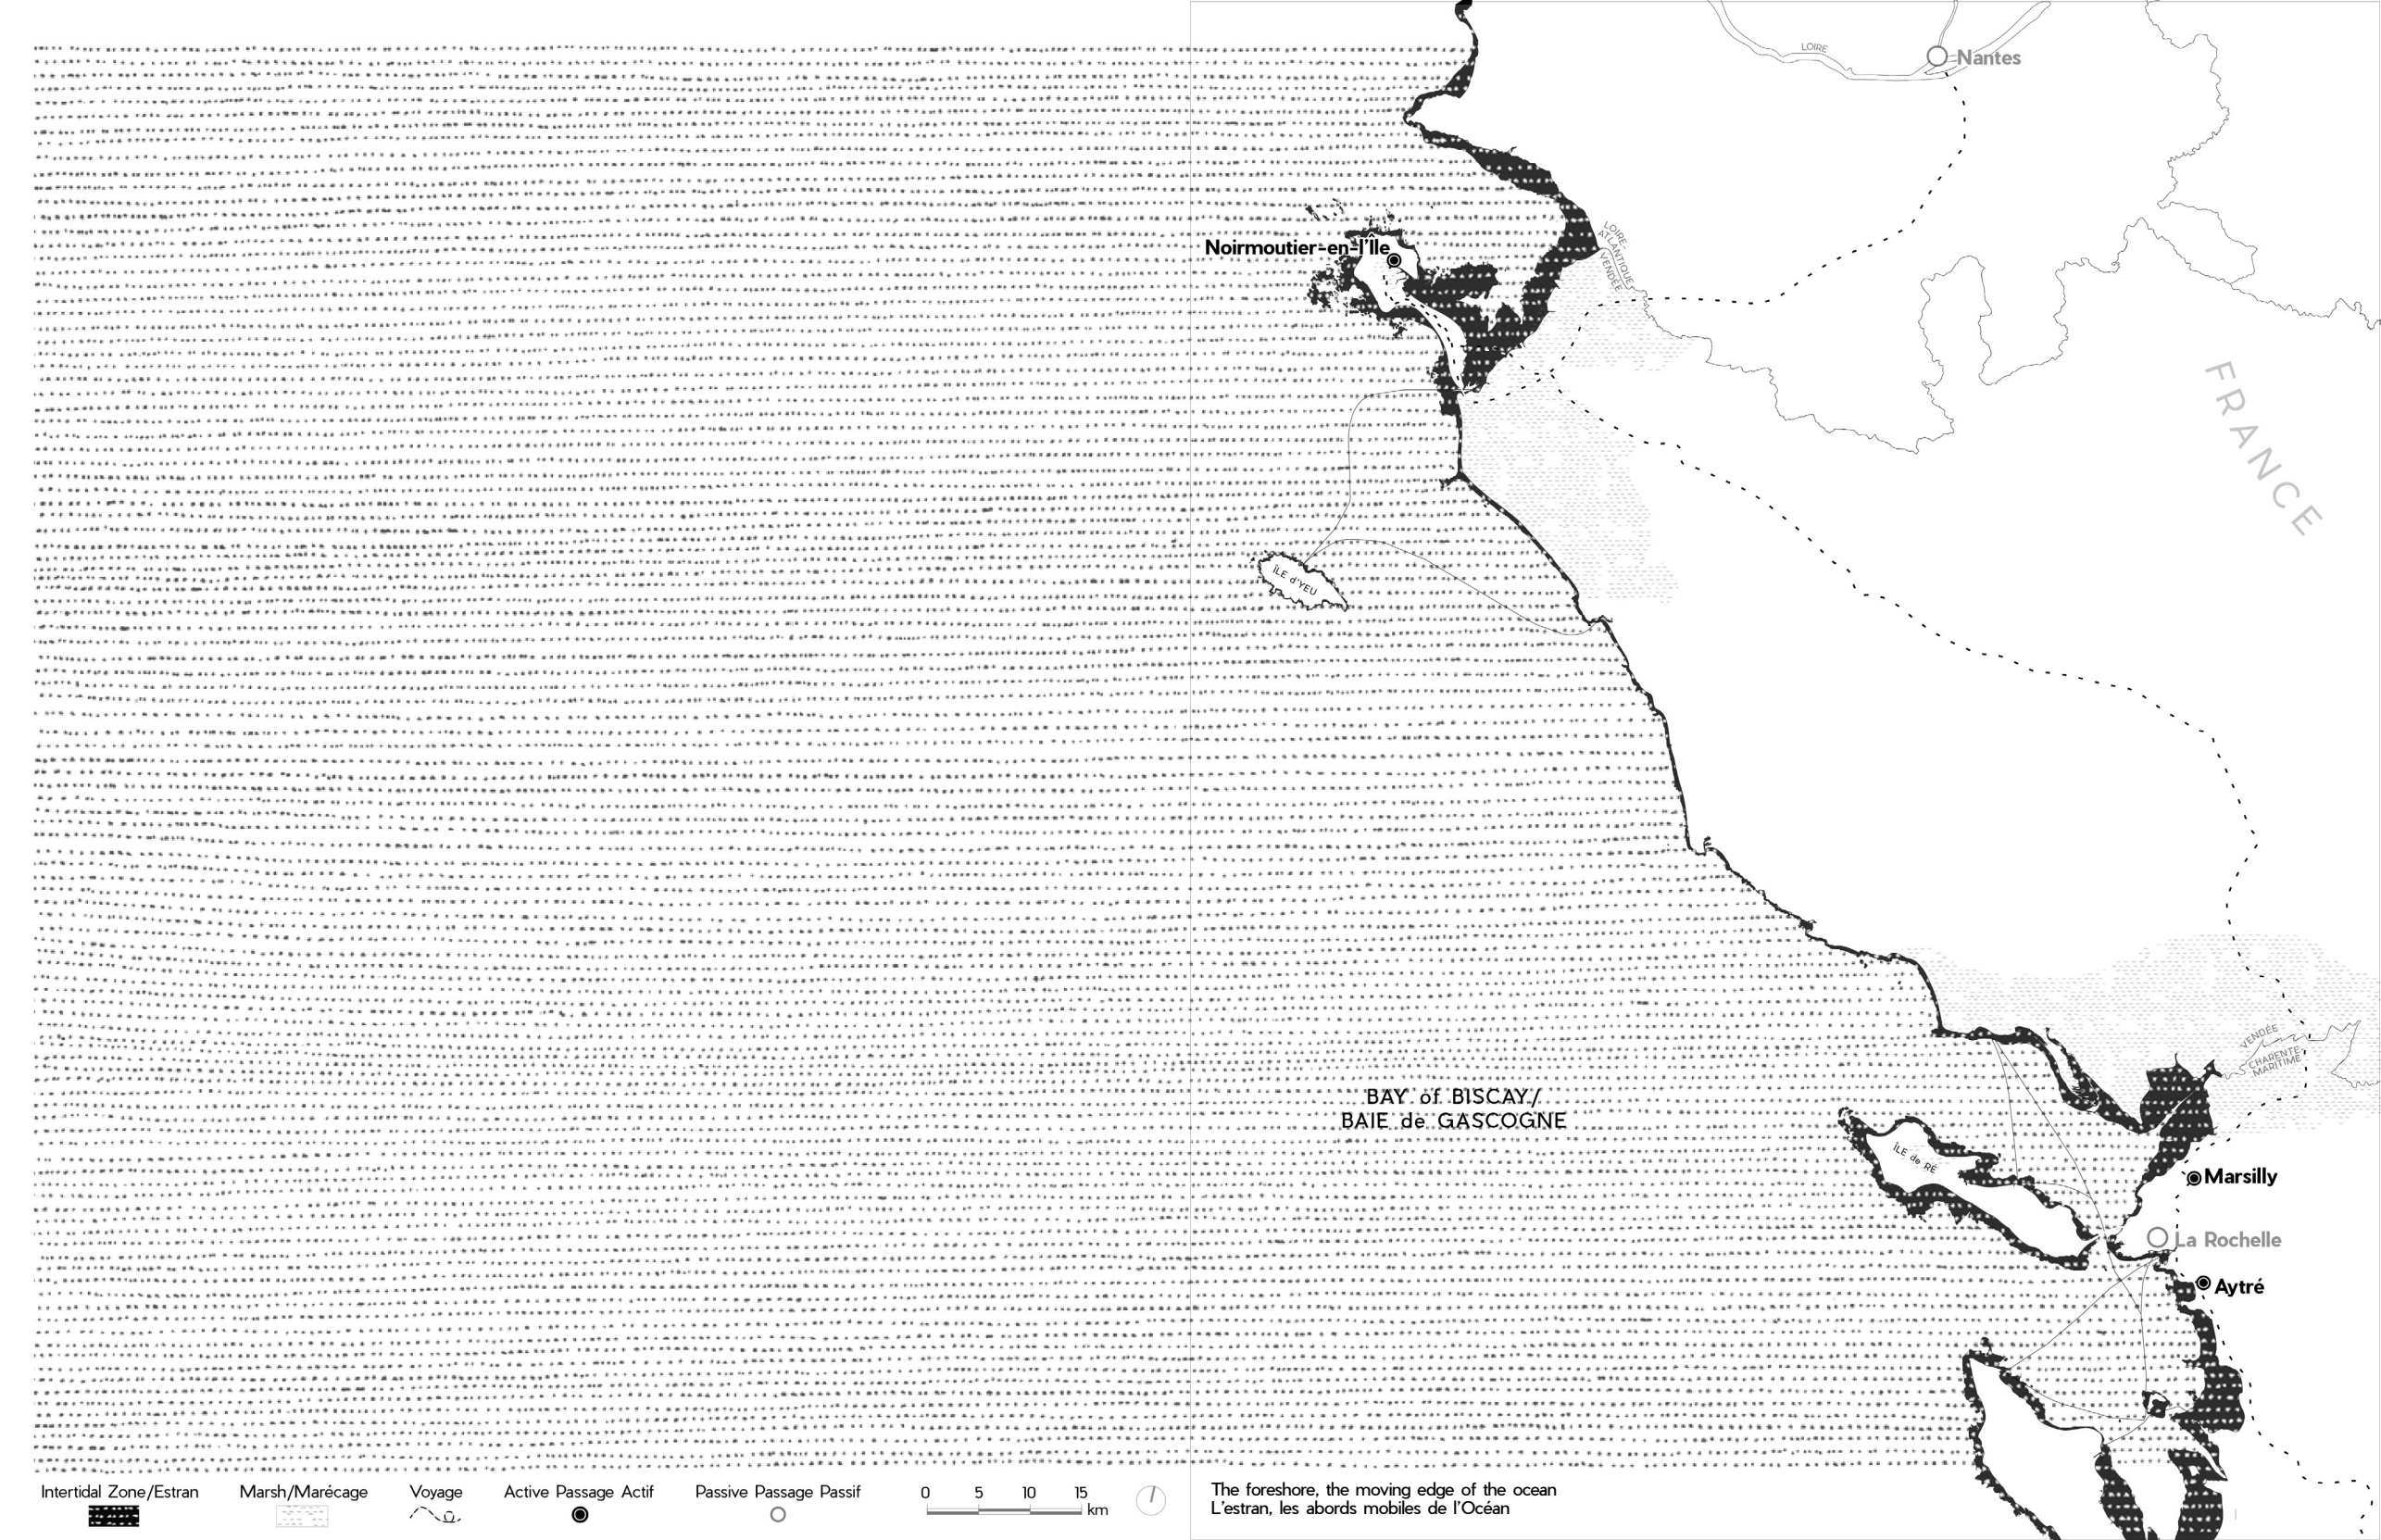 LOIRE
Nantes
LOIRE-
ATLANTIQUE
VENDÉE
Noirmoutier-en-l'Île
FRANCE
ÎLE d'YEU
VENDÉE
CHARENTE-
MARITIME
BAY of BISCAY/
BAIE de GASCOGNE
ÎLE de RÉ
Marsilly
La Rochelle
Aytré
Intertidal Zone/Estran
Marsh/Marécage
Voyage
Active Passage Actif
Passive Passage Passif
0 5 10 15
km
The foreshore, the moving edge of the ocean
L'estran, les abords mobiles de l'Océan